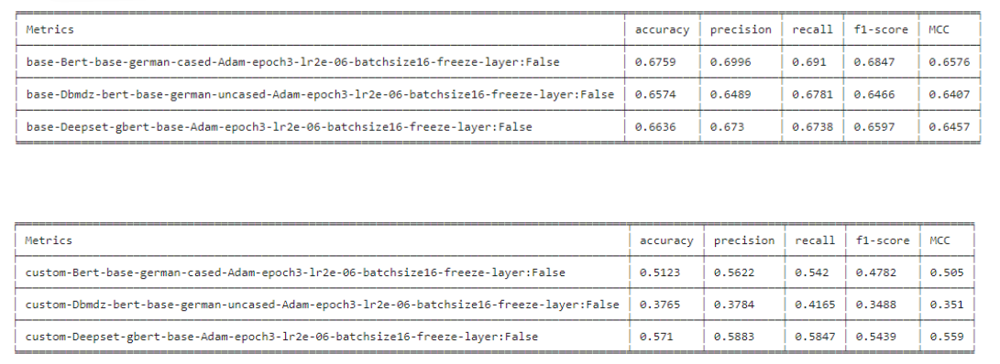 Metrics accuracy precision recall f1-score MCC
base-Bert-base-german-cased-Adam-epoch3-lr2e-06-batchsize16-freeze-layer:False 0.6759 0.6996 0.691 0.6847 0.6576
base-Dbmdz-bert-base-german-uncased-Adam-epoch3-lr2e-06-batchsize16-freeze-layer:False 0.6574 0.6489 0.6781 0.6466 0.6407
base-Deepset-gbert-base-Adam-epoch3-lr2e-06-batchsize16-freeze-layer:False 0.6636 0.673 0.6738 0.6597 0.6457
Metrics accuracy precision recall f1-score MCC
custom-Bert-base-german-cased-Adam-epoch3-lr2e-06-batchsize16-freeze-layer:False 0.5123 0.5622 0.542 0.4782 0.505
custom-Dbmdz-bert-base-german-uncased-Adam-epoch3-lr2e-06-batchsize16-freeze-layer:False 0.3765 0.3784 0.4165 0.3488 0.351
custom-Deepset-gbert-base-Adam-epoch3-lr2e-06-batchsize16-freeze-layer:False 0.571 0.5883 0.5847 0.5439 0.559